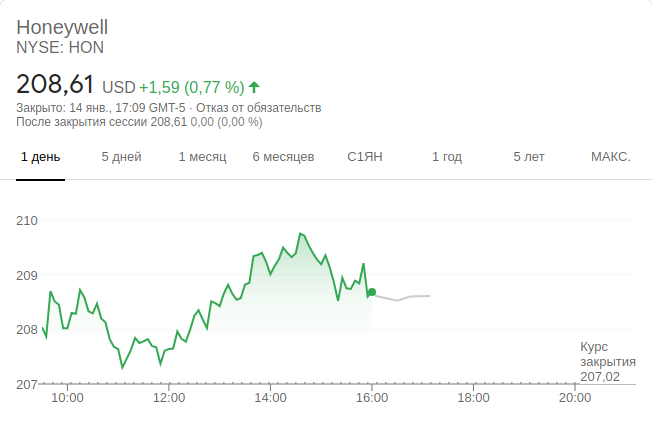 Honeywell
NYSE: HON
208,61 USD +1,59 (0,77 %)
Закрыто: 14 янв., 17:09 GMT-5 · Отказ от обязательств
После закрытия сессии 208,61 0,00 (0,00 %)
1 день 5 дней 1 месяц 6 месяцев С1ЯН 1 год 5 лет МАКС.
210
209
208
207
Курс
закрытия
207,02
10:00 12:00 14:00 16:00 18:00 20:00